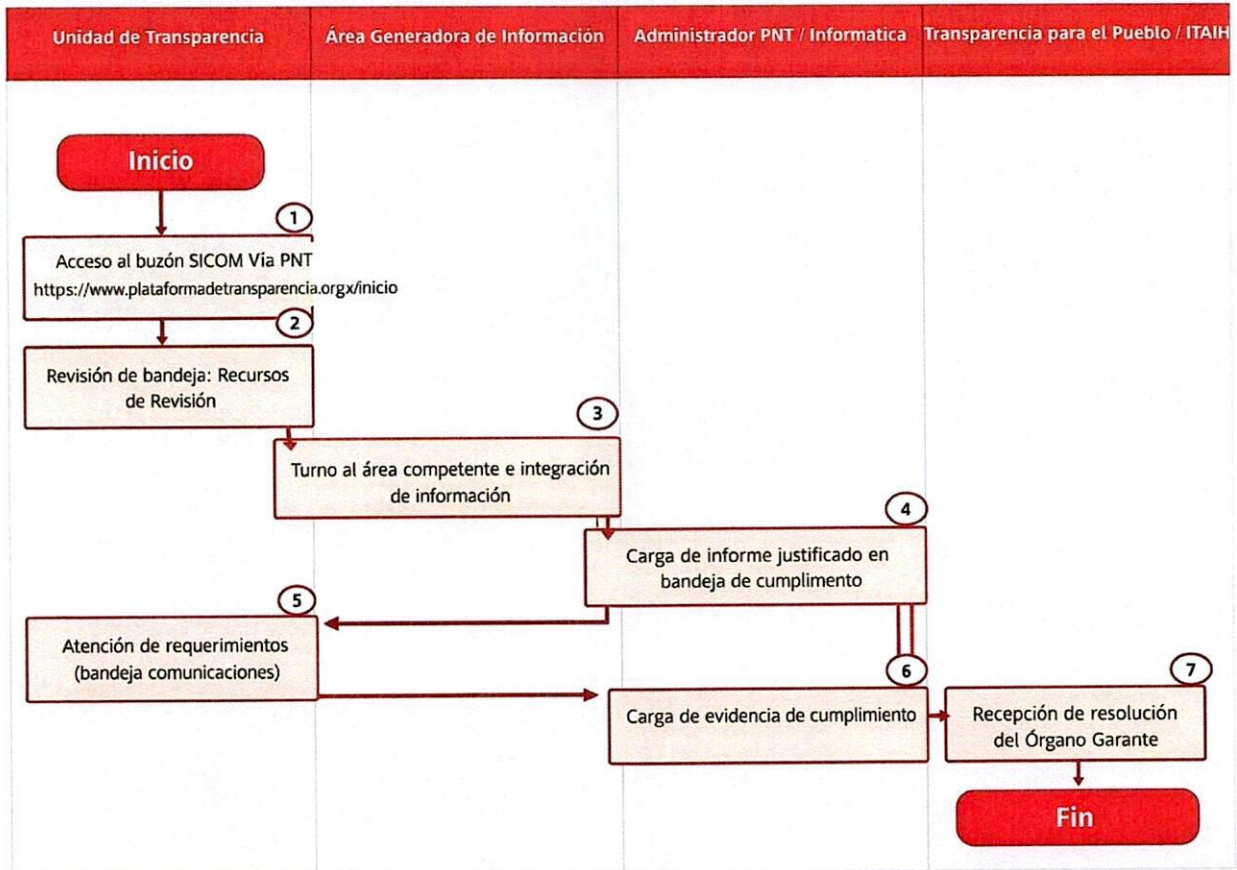 Unidad de Transparencia
Área Generadora de Información
Administrador PNT / Informatica
Transparencia para el Pueblo / ITAIH
Inicio
1
Acceso al buzón SICOM Vía PNT
https://www.plataformadetransparencia.orgx/inicio
2
Revisión de bandeja: Recursos
de Revisión
3
Turno al área competente e integración
de información
4
Carga de informe justificado en
bandeja de cumplimento
5
Atención de requerimientos
(bandeja comunicaciones)
6
Carga de evidencia de cumplimiento
7
Recepción de resolución
del Órgano Garante
Fin